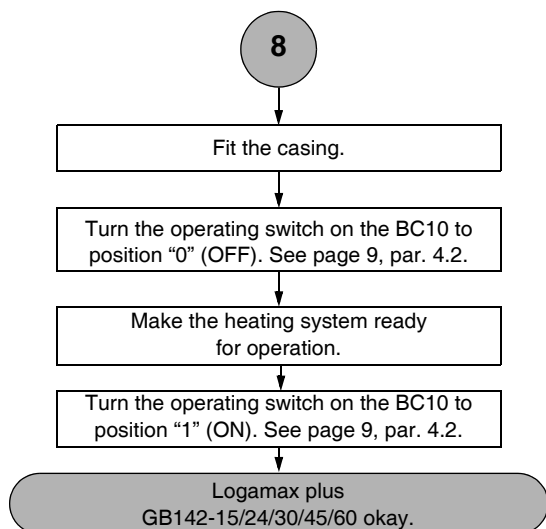 8
Fit the casing.
Turn the operating switch on the BC10 to
position “0” (OFF). See page 9, par. 4.2.
Make the heating system ready
for operation.
Turn the operating switch on the BC10 to
position “1” (ON). See page 9, par. 4.2.
Logamax plus
GB142-15/24/30/45/60 okay.